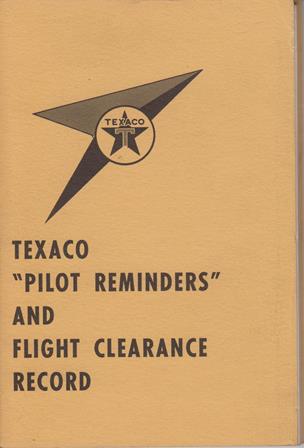 TEXACO
T
TEXACO
"PILOT REMINDERS"
AND
FLIGHT CLEARANCE
RECORD